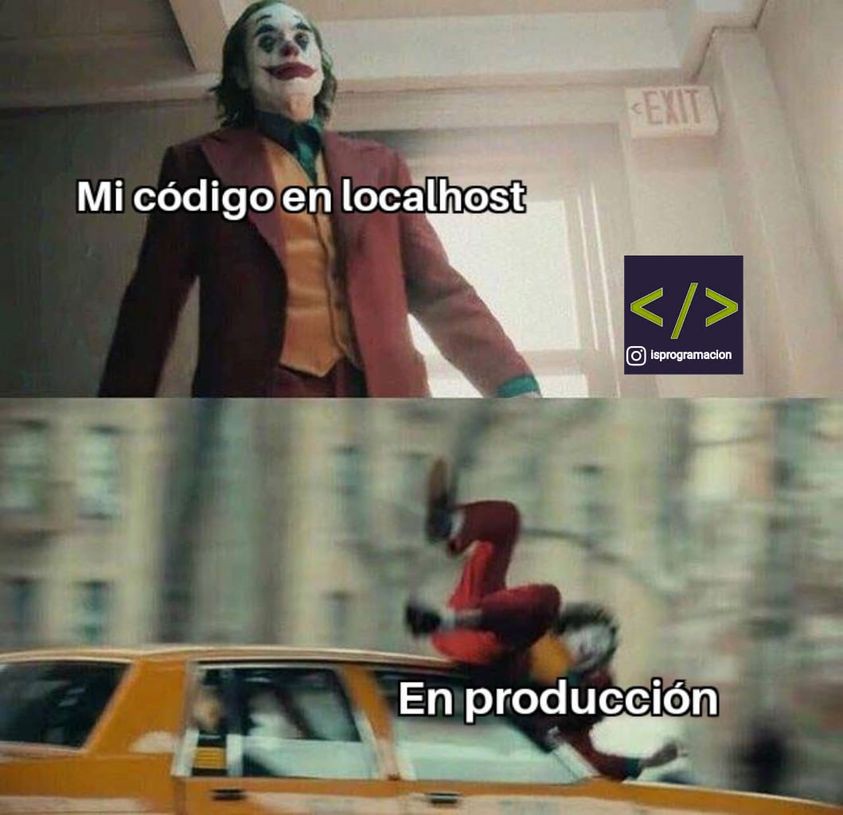 <EXIT
Mi código en localhost
</>
isprogramacion
En producción